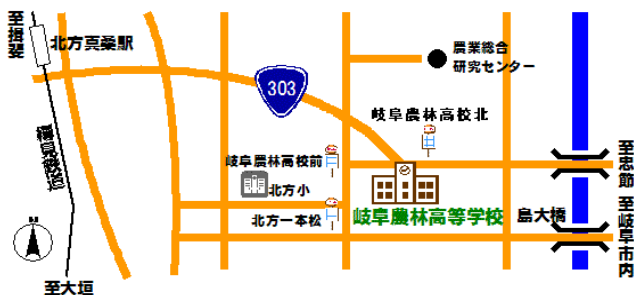 至揖斐
北方真桑駅
農業総合
研究センター
303
岐阜農林高校北
岐阜農林高校前
至忠節
樽見鉄道
北方小
北方一本松
岐阜農林高等学校
島大橋
至岐阜市内
N
至大垣